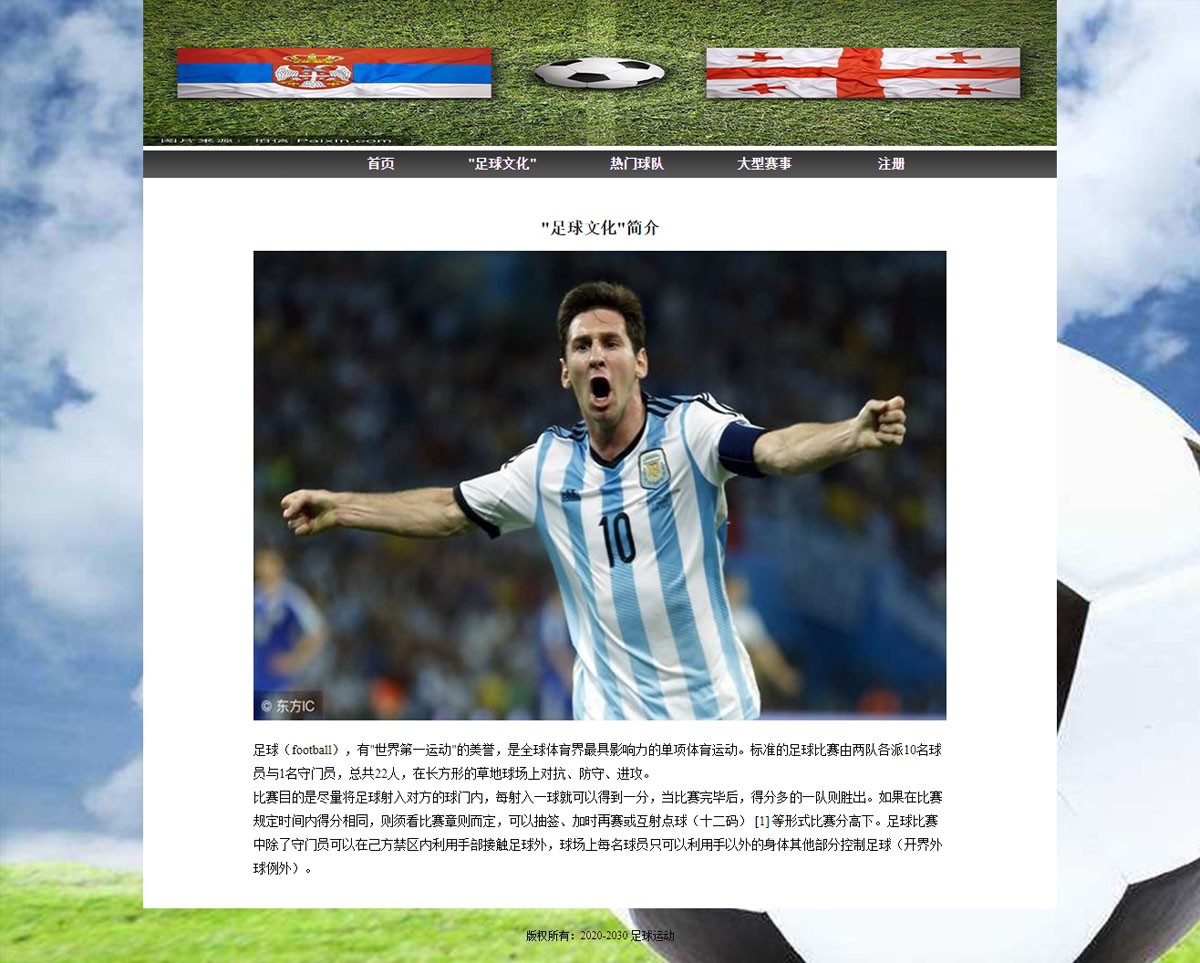 图片来源：拍信 Paixin.com
首页
"足球文化"
热门球队
大型赛事
注册
"足球文化"简介
10
© 东方IC
足球（football），有"世界第一运动"的美誉，是全球体育界最具影响力的单项体育运动。标准的足球比赛由两队各派10名球
员与1名守门员，总共22人，在长方形的草地球场上对抗、防守、进攻。
比赛目的是尽量将足球射入对方的球门内，每射入一球就可以得到一分，当比赛完毕后，得分多的一队则胜出。如果在比赛
规定时间内得分相同，则须看比赛章则而定，可以抽签、加时再赛或互射点球（十二码） [1] 等形式比赛分高下。足球比赛
中除了守门员可以在己方禁区内利用手部接触足球外，球场上每名球员只可以利用手以外的身体其他部分控制足球（开界外
球例外）。
版权所有：2020-2030 足球运动